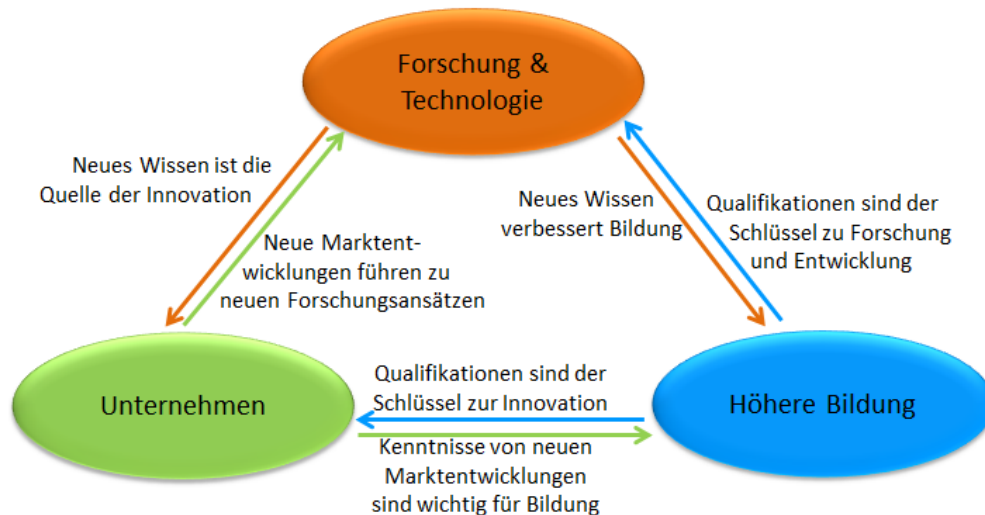 Forschung &
Technologie
Neues Wissen ist die
Quelle der Innovation
Neue Marktent-
wicklungen führen zu
neuen Forschungsansätzen
Neues Wissen
verbessert Bildung
Qualifikationen sind der
Schlüssel zu Forschung
und Entwicklung
Unternehmen
Qualifikationen sind der
Schlüssel zur Innovation
Kenntnisse von neuen
Marktentwicklungen
sind wichtig für Bildung
Höhere Bildung